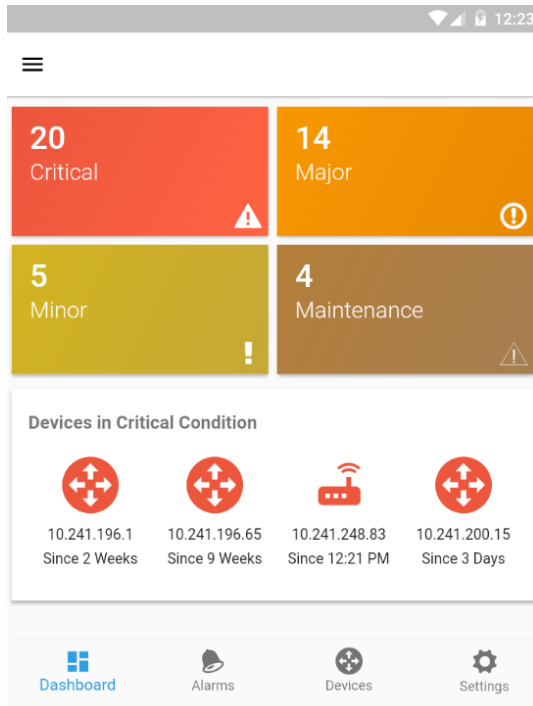 12:23
20
Critical
14
Major
5
Minor
4
Maintenance
Devices in Critical Condition
10.241.196.1
Since 2 Weeks
10.241.196.65
Since 9 Weeks
10.241.248.83
Since 12:21 PM
10.241.200.15
Since 3 Days
Dashboard
Alarms
Devices
Settings